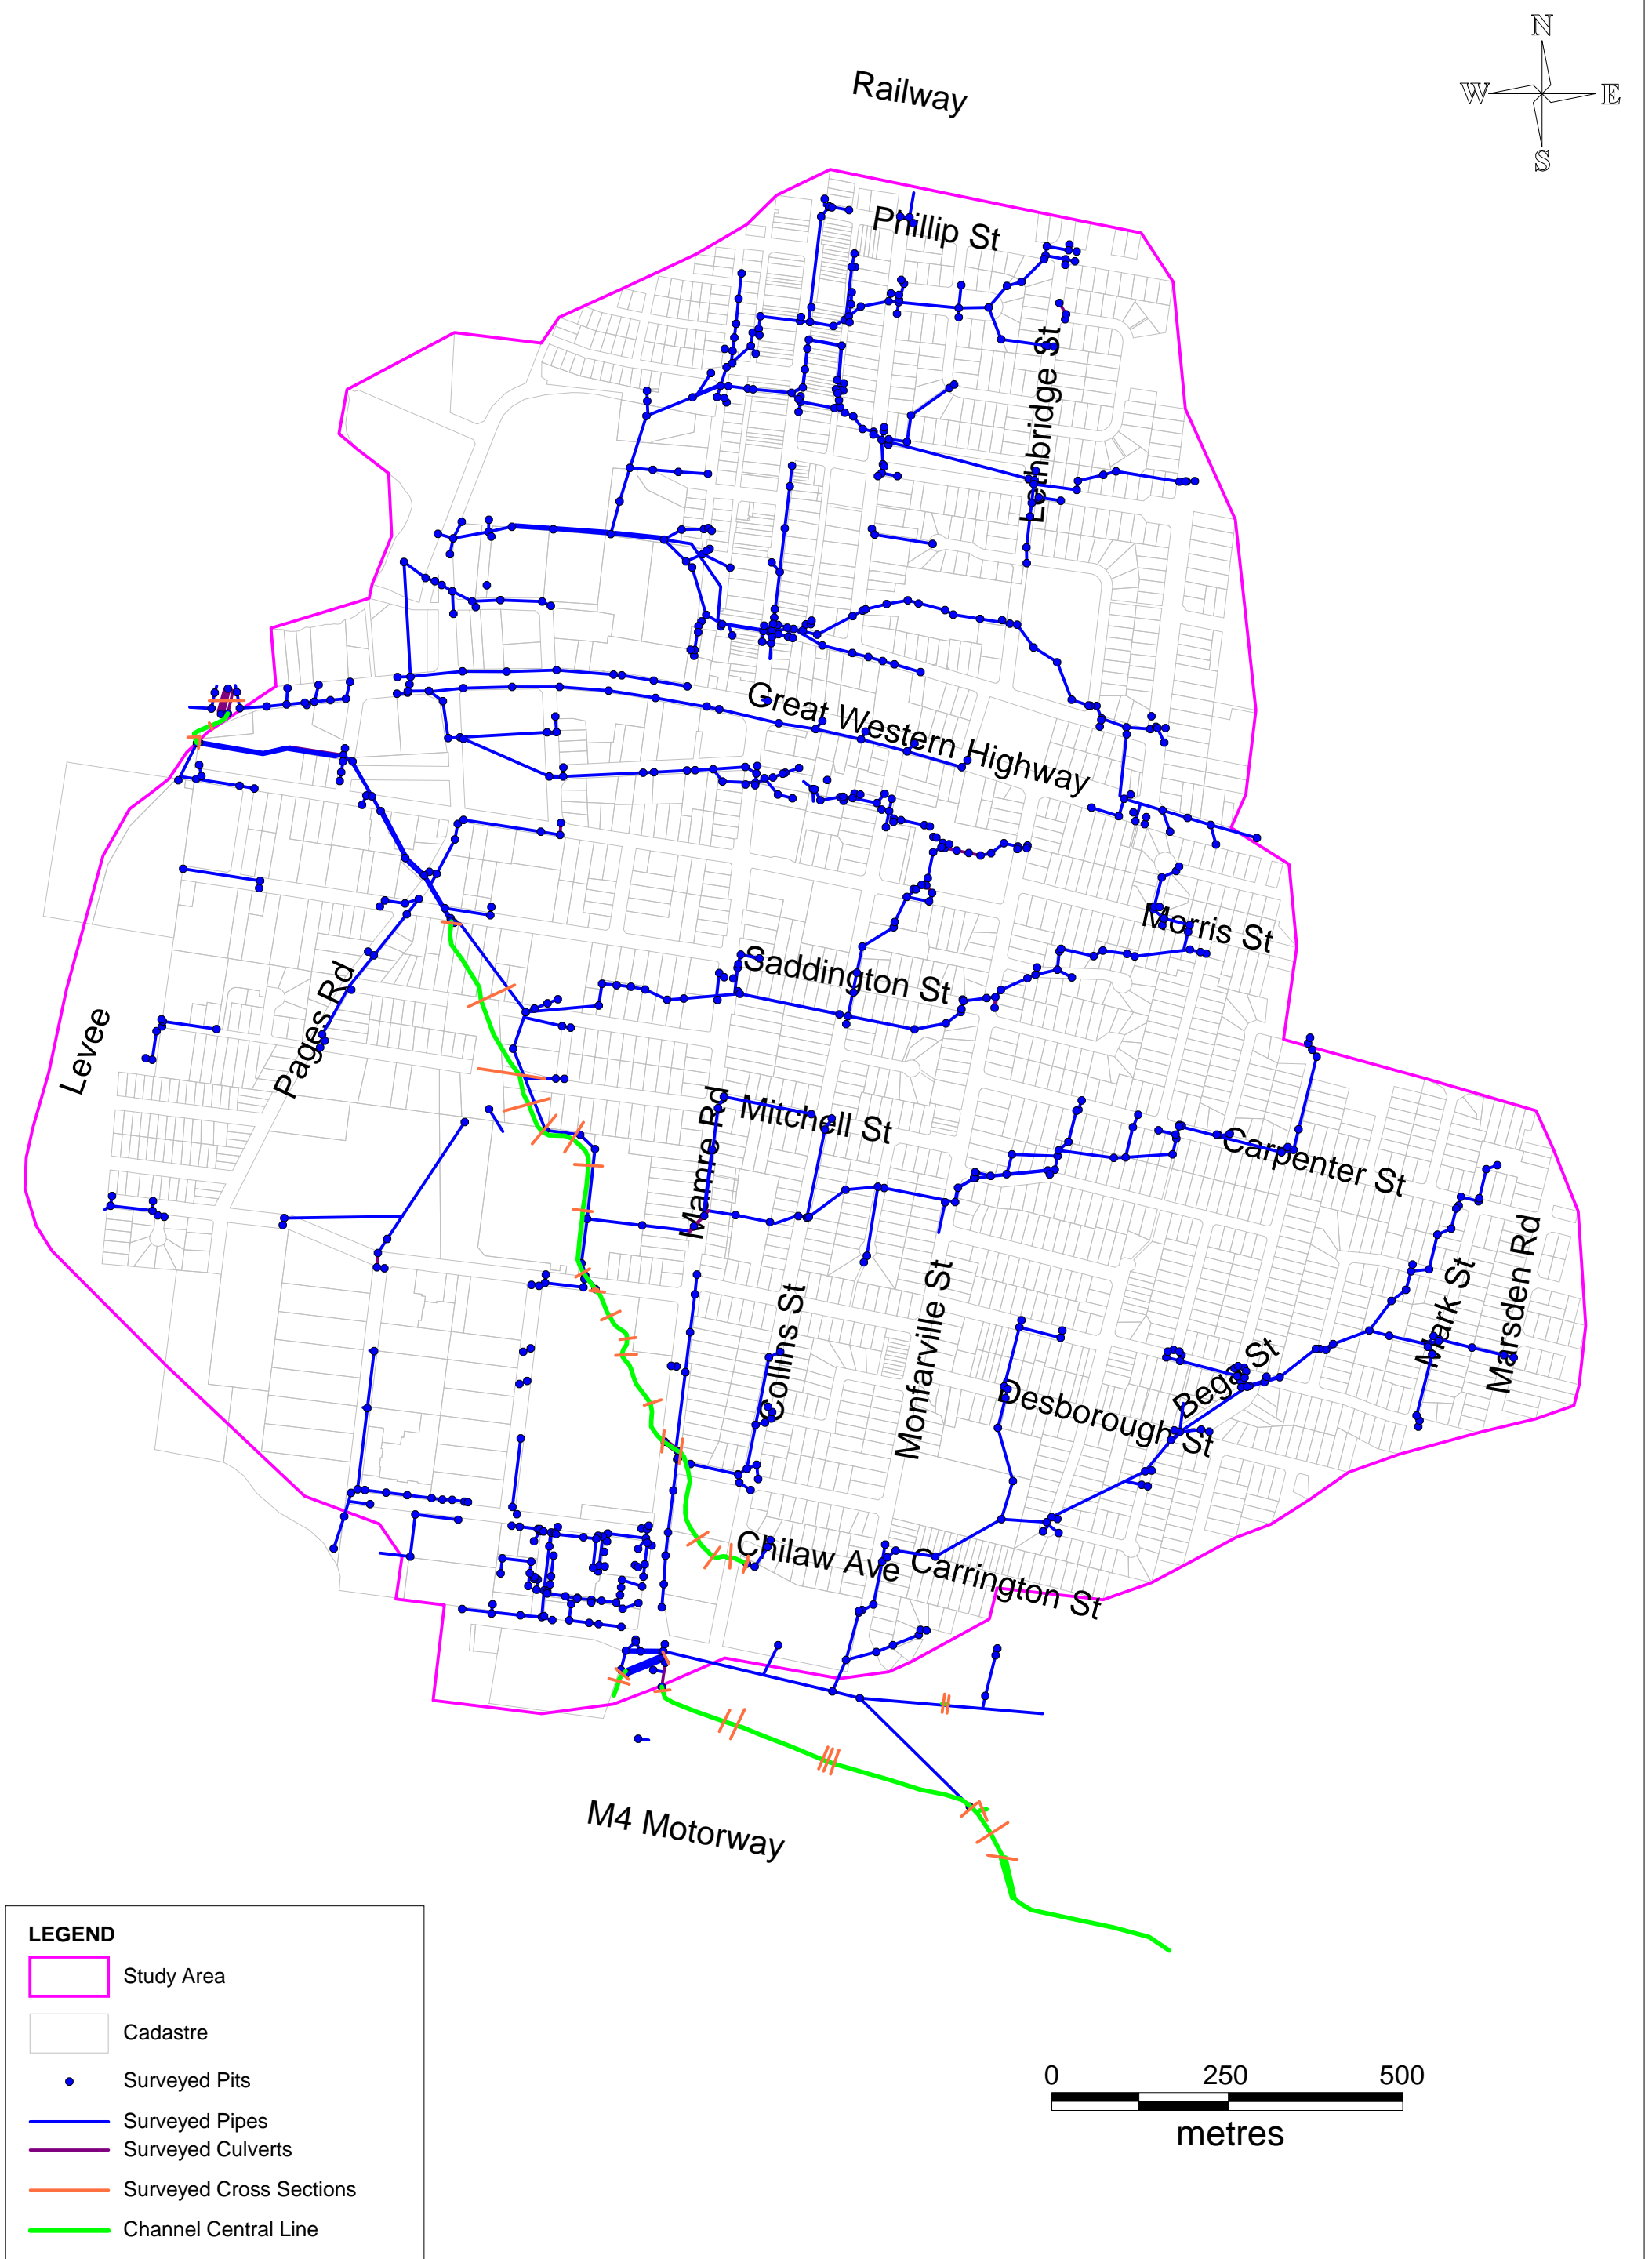 N
Railway
W
E
S
Phillip St
Lethbridge St
Great Western Highway
Morris St
Saddington St
Pages Rd
Levee
Mamre Rd
Mitchell St
Carpenter St
Mark St
Marsden Rd
Collins St
Monfarville St
Bega St
Desborough St
Chilaw Ave
Carrington St
M4 Motorway
LEGEND
Study Area
Cadastre
Surveyed Pits
Surveyed Pipes
Surveyed Culverts
Surveyed Cross Sections
Channel Central Line
0 250 500
metres